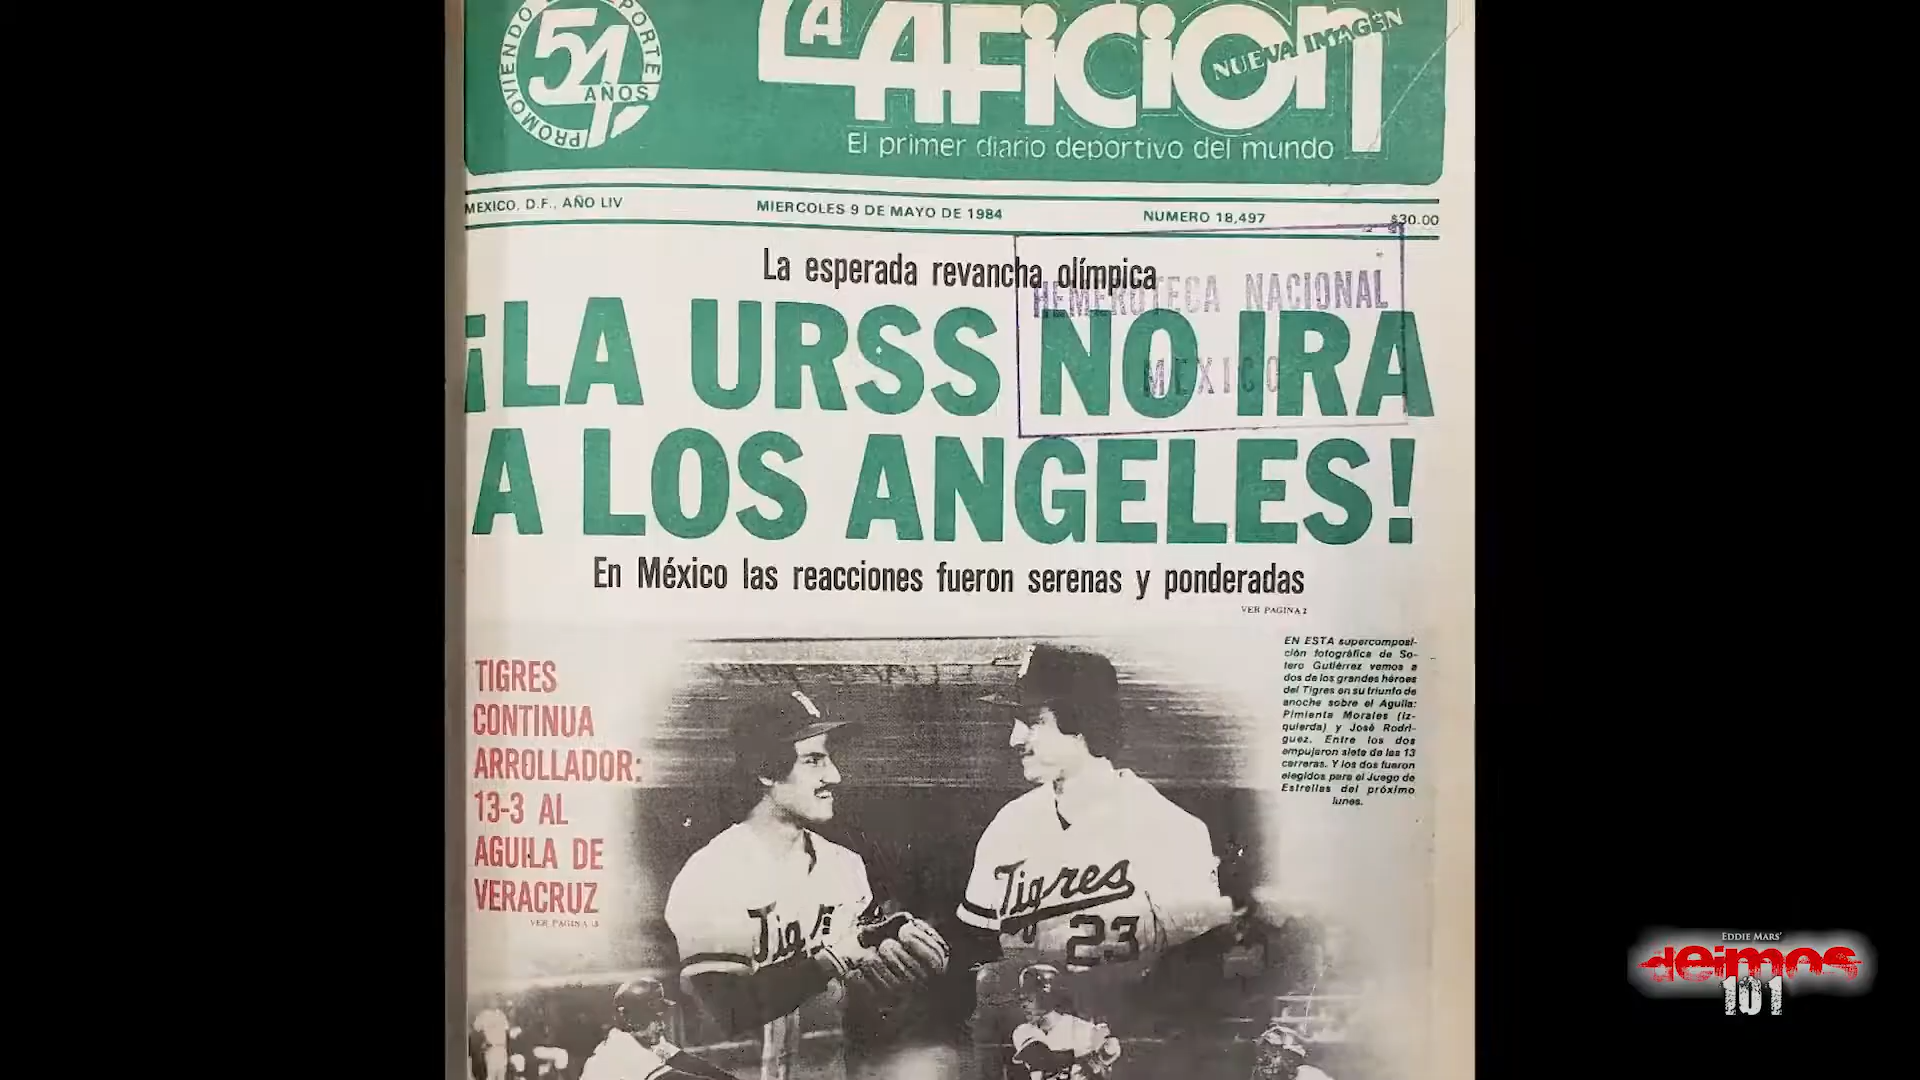 PROMOVIENDO
54
AÑOS
LA AFICION
NUEVA IMAGEN
El primer diario deportivo del mundo
MEXICO, D.F., AÑO LIV
MIERCOLES 9 DE MAYO DE 1984
NUMERO 18,497
$30.00
La esperada revancha olímpica
HEMEROTECA NACIONAL
MEXICO
¡LA URSS NO IRA
A LOS ANGELES!
En México las reacciones fueron serenas y ponderadas
VER PAGINA 2
TIGRES
CONTINUA
ARROLLADOR:
13-3 AL
AGUILA DE
VERACRUZ
VER PAGINA
EN ESTA supercomposi-
ción fotográfica de So-
tero Gutiérrez vemos a
dos de los grandes héroes
del Tigres en su triunfo de
anoche sobre el Aguila:
Pimienta Morales (iz-
quierda) y José Rodrí-
guez. Entre los dos
empujaron siete de las 13
carreras. Y los dos fueron
elegidos para el Juego de
Estrellas del próximo
lunes.
Tigres
23
EDDIE MARS'
deimos
101